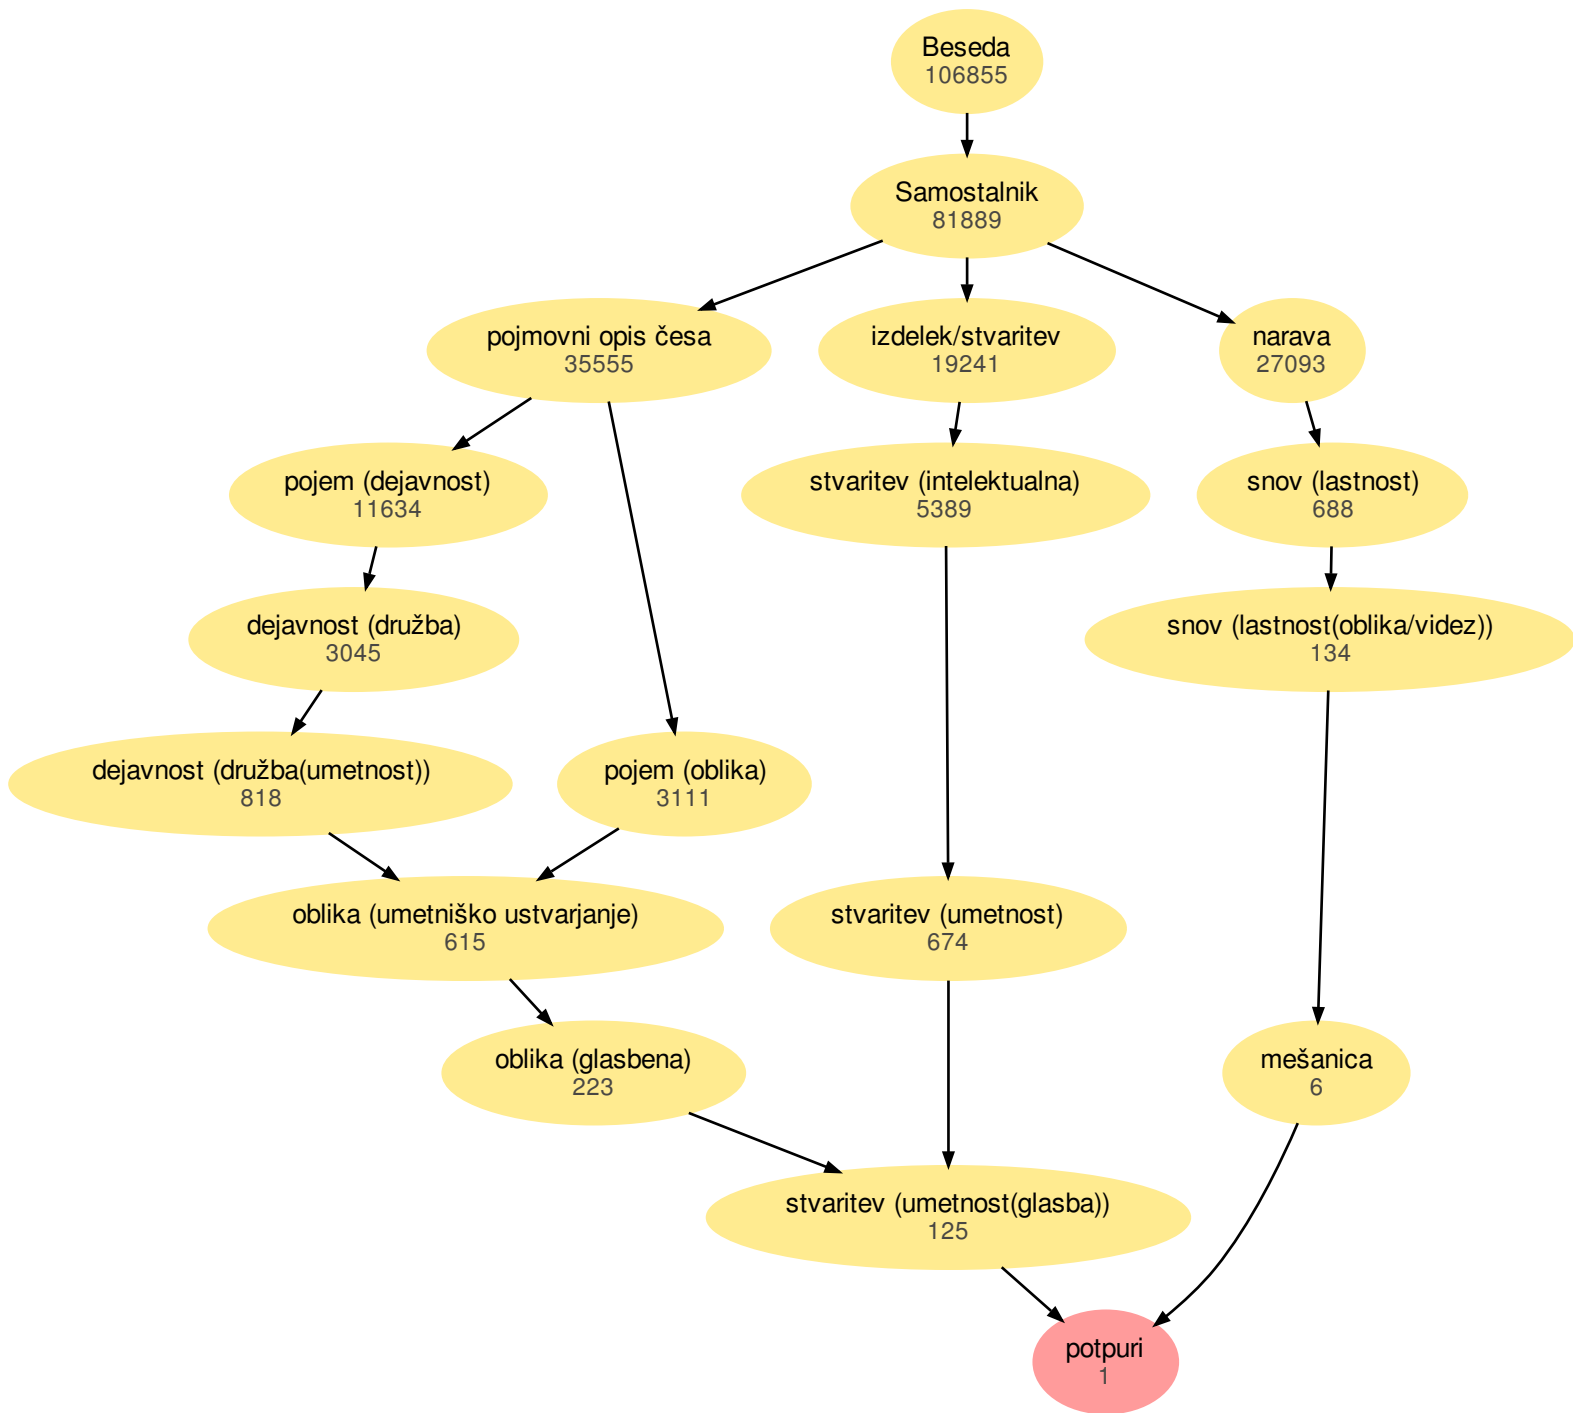 Beseda
106855
Samostalnik
81889
pojmovni opis česa
35555
izdelek/stvaritev
19241
narava
27093
pojem (dejavnost)
11634
stvaritev (intelektualna)
5389
snov (lastnost)
688
dejavnost (družba)
3045
snov (lastnost(oblika/videz))
134
dejavnost (družba(umetnost))
818
pojem (oblika)
3111
oblika (umetniško ustvarjanje)
615
stvaritev (umetnost)
674
oblika (glasbena)
223
mešanica
6
stvaritev (umetnost(glasba))
125
potpuri
1